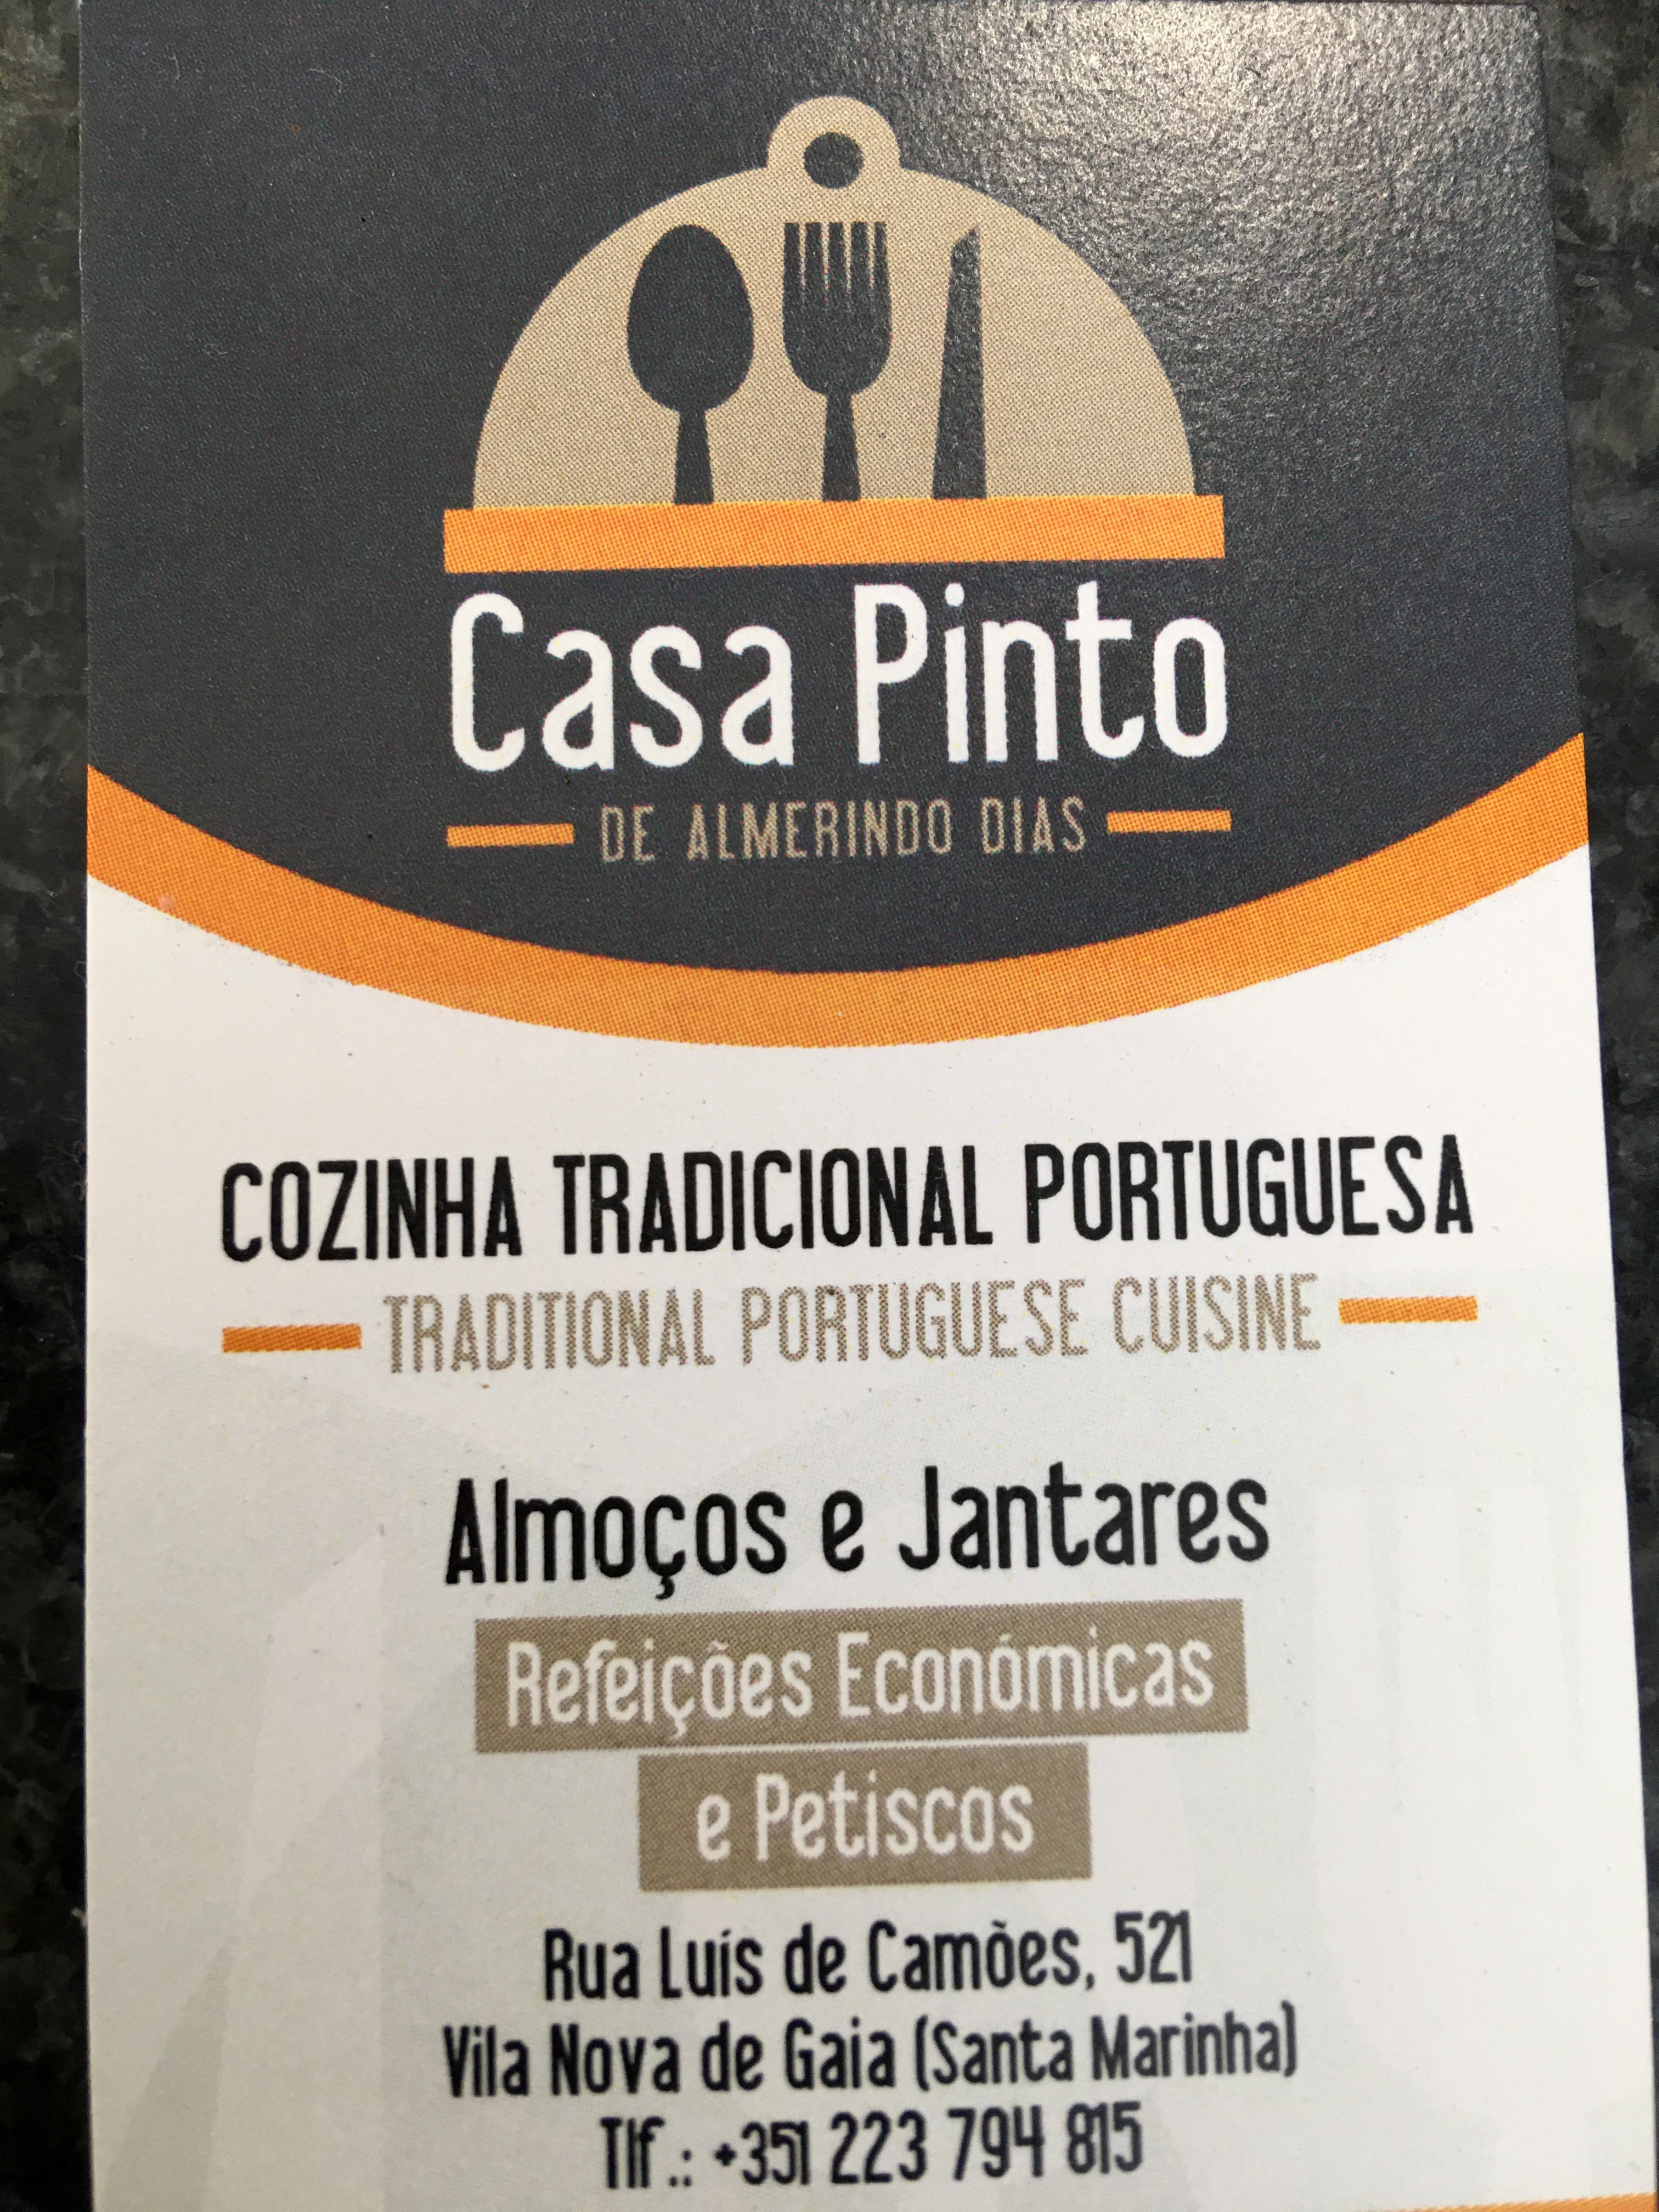 Casa Pinto
DE ALMERINDO DIAS
COZINHA TRADICIONAL PORTUGUESA
TRADITIONAL PORTUGUESE CUISINE
Almoços e Jantares
Refeições Económicas
e Petiscos
Rua Luís de Camões, 521
Vila Nova de Gaia (Santa Marinha)
Tlf.: +351 223 794 815